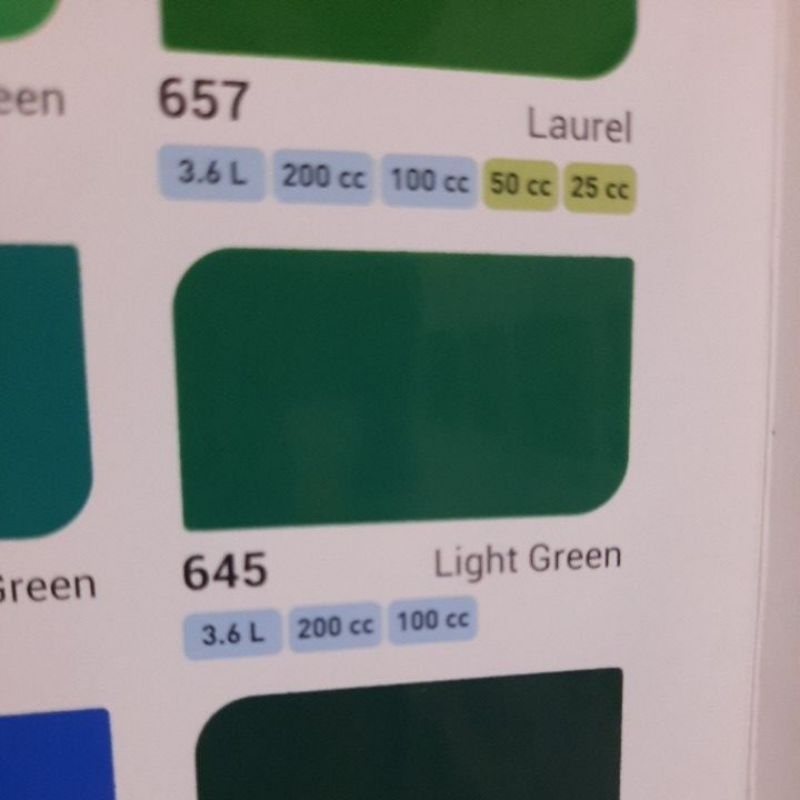 een
657
Laurel
3.6 L 200 cc 100 cc 50 cc 25 cc
Green
645
Light Green
3.6 L 200 cc 100 cc